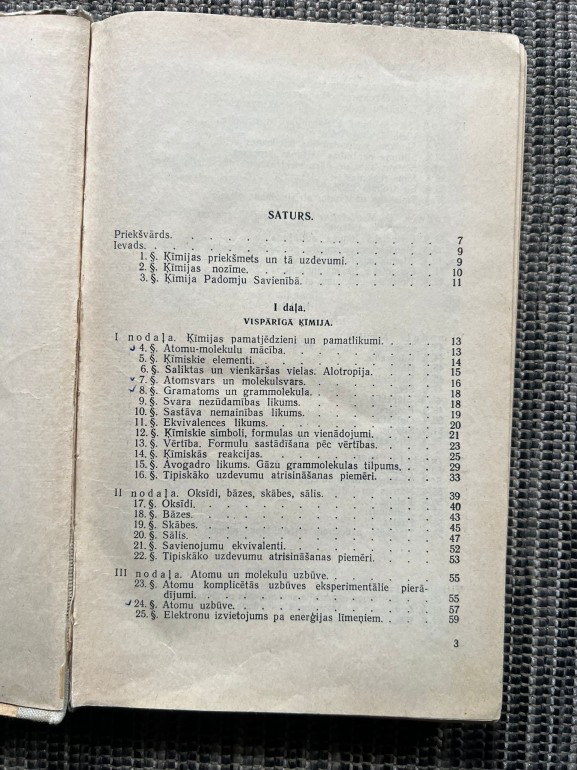 SATURS.
Priekšvārds. . . . . . . . . . . . . . 7
Ievads. . . . . . . . . . . . . . . 9
1. §. Ķīmijas priekšmets un tā uzdevumi. . . . . . 9
2. §. Ķīmijas nozīme. . . . . . . . . . . 10
3. §. Ķīmija Padomju Savienībā. . . . . . . . 11
I daļa.
VISPĀRĪGĀ ĶĪMIJA.
I nodaļa. Ķīmijas pamatjēdzieni un pamatlikumi. . . . . 13
4. §. Atomu-molekulu mācība. . . . . . . . . 13
5. §. Ķīmiskie elementi. . . . . . . . . . 14
6. §. Saliktas un vienkāršas vielas. Alotropija. . . . . 15
7. §. Atomsvars un molekulsvars. . . . . . . . 16
8. §. Gramatoms un grammolekula. . . . . . . . 18
9. §. Svara nezūdamības likums. . . . . . . . 18
10. §. Sastāva nemainības likums. . . . . . . . 19
11. §. Ekvivalences likums. . . . . . . . . . 20
12. §. Ķīmiskie simboli, formulas un vienādojumi. . . . . 21
13. §. Vērtība. Formulu sastādīšana pēc vērtības. . . . . 23
14. §. Ķīmiskās reakcijas. . . . . . . . . . 25
15. §. Avogadro likums. Gāzu grammolekulas tilpums. . . . 29
16. §. Tipiskāko uzdevumu atrisināšanas piemēri. . . . . 33
II nodaļa. Oksīdi, bāzes, skābes, sālis. . . . . . . . 39
17. §. Oksīdi. . . . . . . . . . . . . 40
18. §. Bāzes. . . . . . . . . . . . . 43
19. §. Skābes. . . . . . . . . . . . . 45
20. §. Sālis. . . . . . . . . . . . . 47
21. §. Savienojumu ekvivalenti. . . . . . . . . 52
22. §. Tipiskāko uzdevumu atrisināšanas piemēri. . . . . 53
III nodaļa. Atomu un molekulu uzbūve. . . . . . . . 55
23. §. Atomu komplicētās uzbūves eksperimentālie pierā-
dījumi. . . . . . . . . . . . . 55
24. §. Atomu uzbūve. . . . . . . . . . . 57
25. §. Elektronu izvietojums pa enerģijas līmeņiem. . . . 59
3